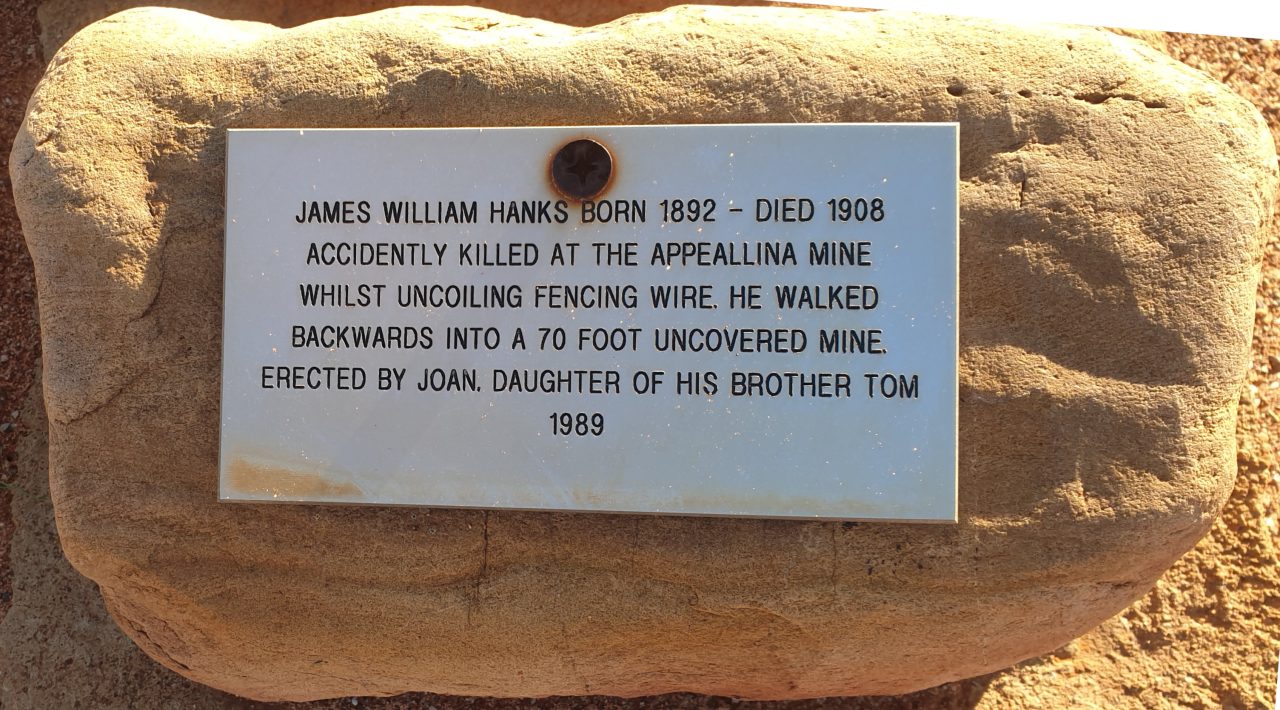 JAMES WILLIAM HANKS BORN 1892 - DIED 1908
ACCIDENTLY KILLED AT THE APPEALLINA MINE
WHILST UNCOILING FENCING WIRE. HE WALKED
BACKWARDS INTO A 70 FOOT UNCOVERED MINE.
ERECTED BY JOAN. DAUGHTER OF HIS BROTHER TOM
1989